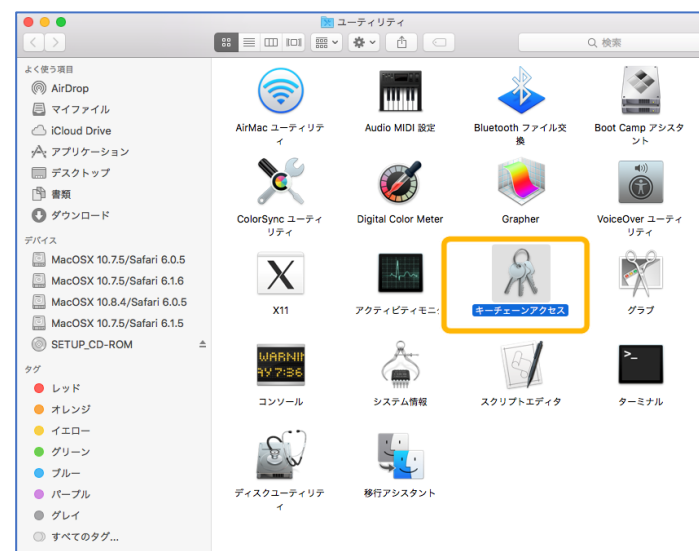 ユーティリティ
検索
よく使う項目
AirDrop
マイファイル
iCloud Drive
アプリケーション
デスクトップ
書類
ダウンロード
デバイス
MacOSX 10.7.5/Safari 6.0.5
MacOSX 10.7.5/Safari 6.1.6
MacOSX 10.8.4/Safari 6.0.5
MacOSX 10.7.5/Safari 6.1.5
SETUP_CD-ROM
タグ
レッド
オレンジ
イエロー
グリーン
ブルー
パープル
グレイ
すべてのタグ...
AirMac ユーティリテ
ィ
Audio MIDI 設定
Bluetooth ファイル交
換
Boot Camp アシスタ
ント
ColorSync ユーティ
リティ
Digital Color Meter
Grapher
VoiceOver ユーティ
リティ
X11
アクティビティモニ
キーチェーンアクセス
グラブ
WARNIN
AY 7:36
コンソール
システム情報
スクリプトエディタ
>_
ターミナル
ディスクユーティリテ
ィ
移行アシスタント